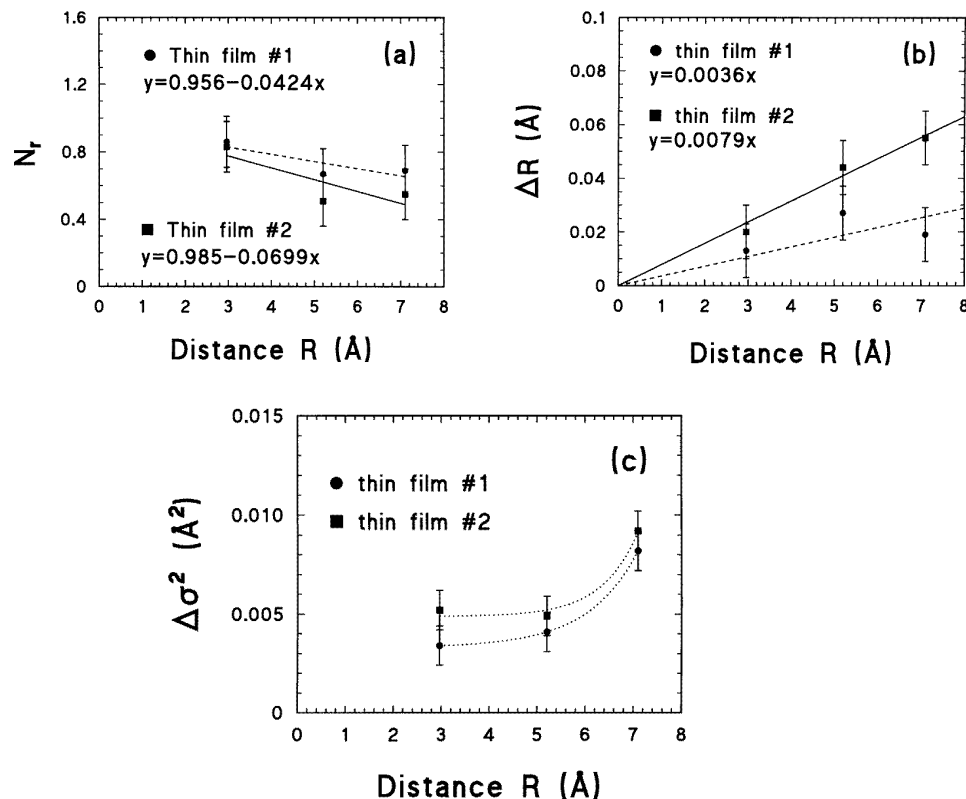 1.6
1.2
0.8
0.4
0
N_r
(a)
● Thin film #1
y=0.956−0.0424x
■ Thin film #2
y=0.985−0.0699x
0 1 2 3 4 5 6 7 8
Distance R (Å)
0.1
0.08
0.06
0.04
0.02
0
ΔR (Å)
(b)
● thin film #1
y=0.0036x
■ thin film #2
y=0.0079x
0 1 2 3 4 5 6 7 8
Distance R (Å)
0.015
0.010
0.005
0
Δσ² (Å²)
(c)
● thin film #1
■ thin film #2
0 1 2 3 4 5 6 7 8
Distance R (Å)